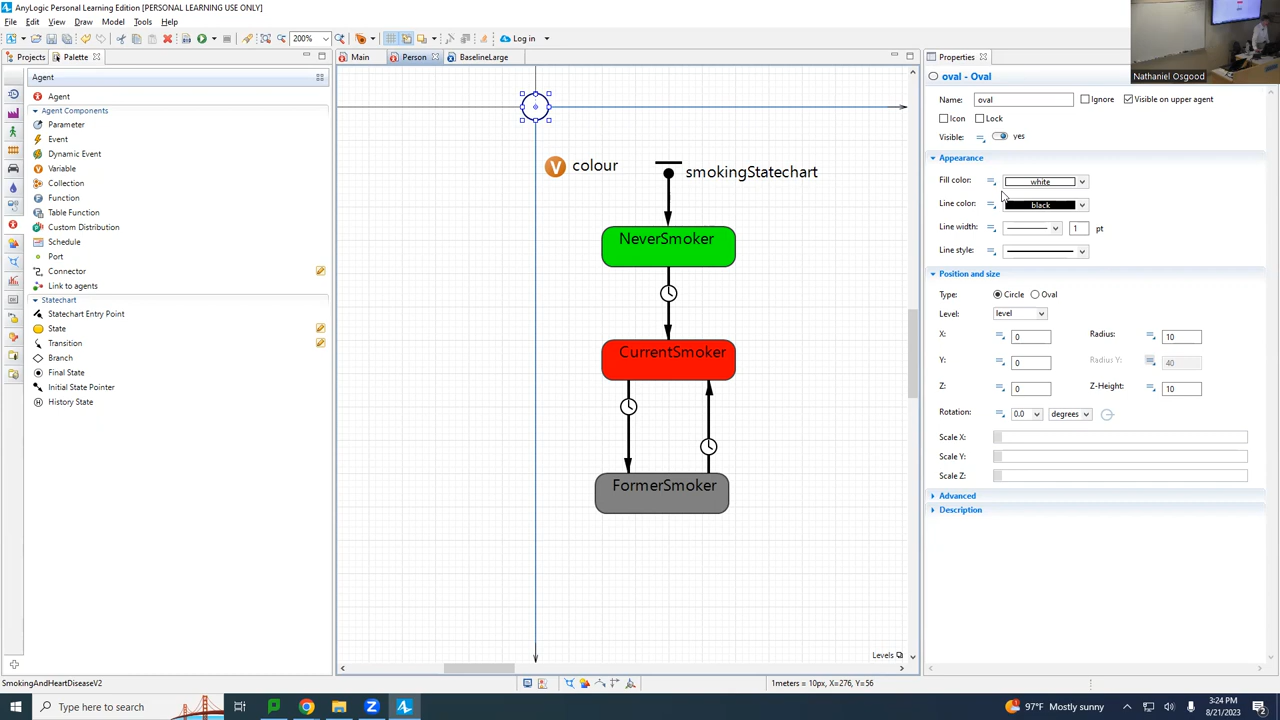 AnyLogic Personal Learning Edition [PERSONAL LEARNING USE ONLY]
File Edit View Draw Model Tools Help
200% Log in
Projects Palette
Main Person BaselineLarge
Properties
Nathaniel Osgood
Agent
Agent
Agent Components
Parameter
Event
Dynamic Event
Variable
Collection
Function
Table Function
Custom Distribution
Schedule
Port
Connector
Link to agents
Statechart
Statechart Entry Point
State
Transition
Branch
Final State
Initial State Pointer
History State
V colour
smokingStatechart
NeverSmoker
CurrentSmoker
FormerSmoker
Levels
oval - Oval
Name: oval Ignore Visible on upper agent
Icon Lock
Visible: yes
Appearance
Fill color: white
Line color: black
Line width: 1 pt
Line style:
Position and size
Type: Circle Oval
Level: level
X: 0 Radius: 10
Y: 0 Radius Y: 40
Z: 0 Z-Height: 10
Rotation: 0.0 degrees
Scale X:
Scale Y:
Scale Z:
Advanced
Description
SmokingAndHeartDiseaseV2
1meters = 10px, X=276, Y=56
Type here to search
97°F Mostly sunny
3:24 PM
8/21/2023
2